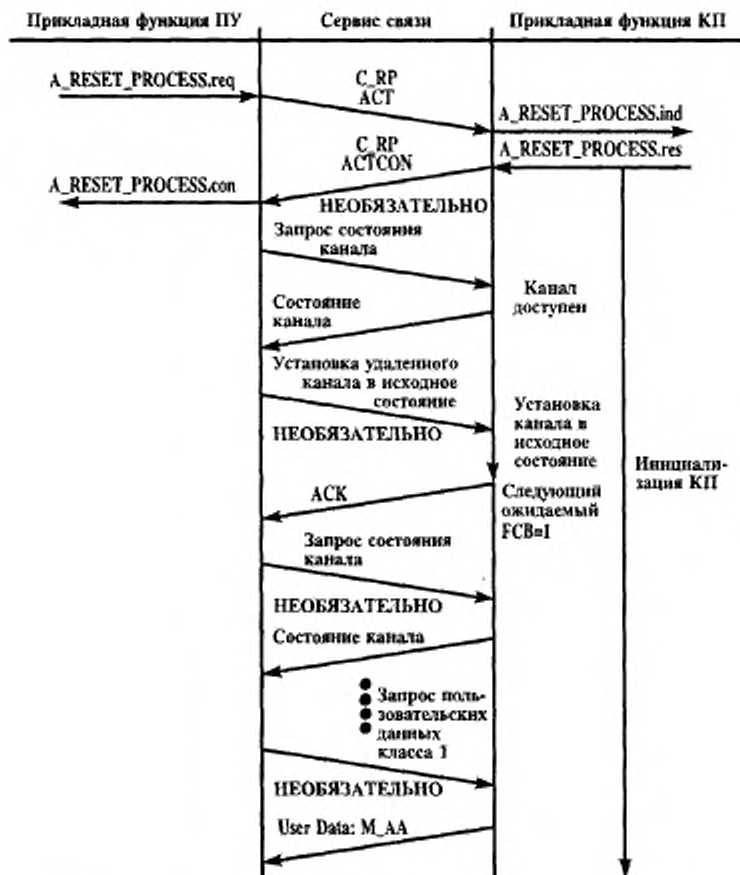 Прикладная функция ПУ
Сервис связи
Прикладная функция КП
A_RESET_PROCESS.req
C_RP
ACT
A_RESET_PROCESS.ind
C_RP
ACTCON
A_RESET_PROCESS.res
A_RESET_PROCESS.con
НЕОБЯЗАТЕЛЬНО
Запрос состояния
канала
Канал
доступен
Состояние
канала
Установка удаленного
канала в исходное
состояние
НЕОБЯЗАТЕЛЬНО
Установка
канала в
исходное
состояние
Инициали-
зация КП
ACK
Следующий
ожидаемый
FCB=1
Запрос состояния
канала
НЕОБЯЗАТЕЛЬНО
Состояние канала
Запрос поль-
зовательских
данных
класса 1
НЕОБЯЗАТЕЛЬНО
User Data: M_AA